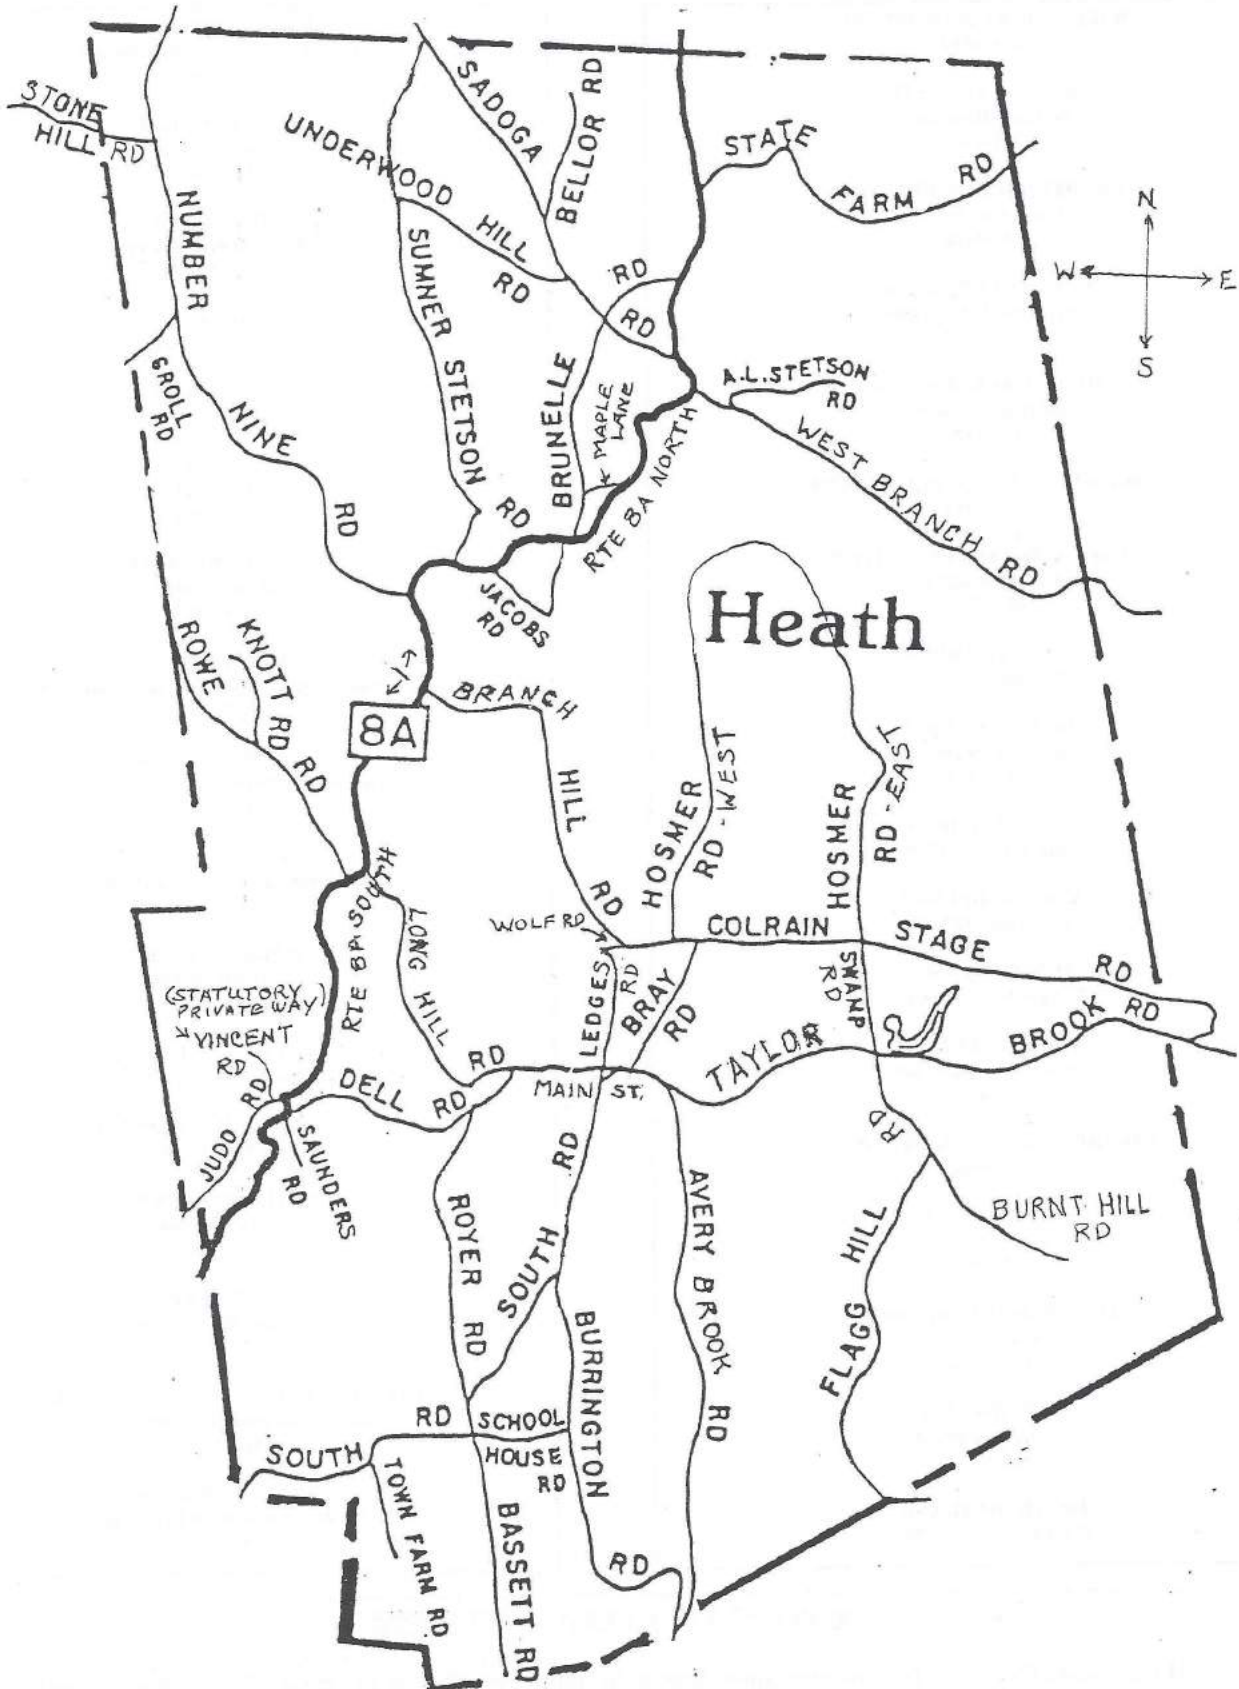 STONE
HILL RD
NUMBER
NINE
RD
GROLL
RD
UNDERWOOD
HILL
RD
SADOGA
RD
BELLOR RD
SUMNER STETSON
RD
BRUNELLE
RD
MAPLE
LANE
RTE 8A NORTH
STATE
FARM
RD
N
W
E
S
A.L. STETSON
RD
WEST BRANCH
RD
JACOBS
RD
Heath
ROWE
RD
KNOTT RD
8A
BRANCH
HILL
RD
HOSMER
RD - WEST
HOSMER
RD - EAST
WOLF RD
COLRAIN
STAGE
RD
RTE 8A SOUTH
LONG
HILL
RD
LEDGES
RD
BRAY
RD
SWAMP
RD
TAYLOR
BROOK
RD
(STATUTORY
PRIVATE WAY)
VINCENT
RD
JUDD
RD
DELL
RD
MAIN ST.
SAUNDERS
RD
ROYER
RD
SOUTH
RD
AVERY BROOK
RD
RD
BURNT HILL
RD
FLAGG HILL
BURRINGTON
RD
SOUTH
RD
SCHOOL
HOUSE
RD
TOWN FARM RD
BASSETT RD